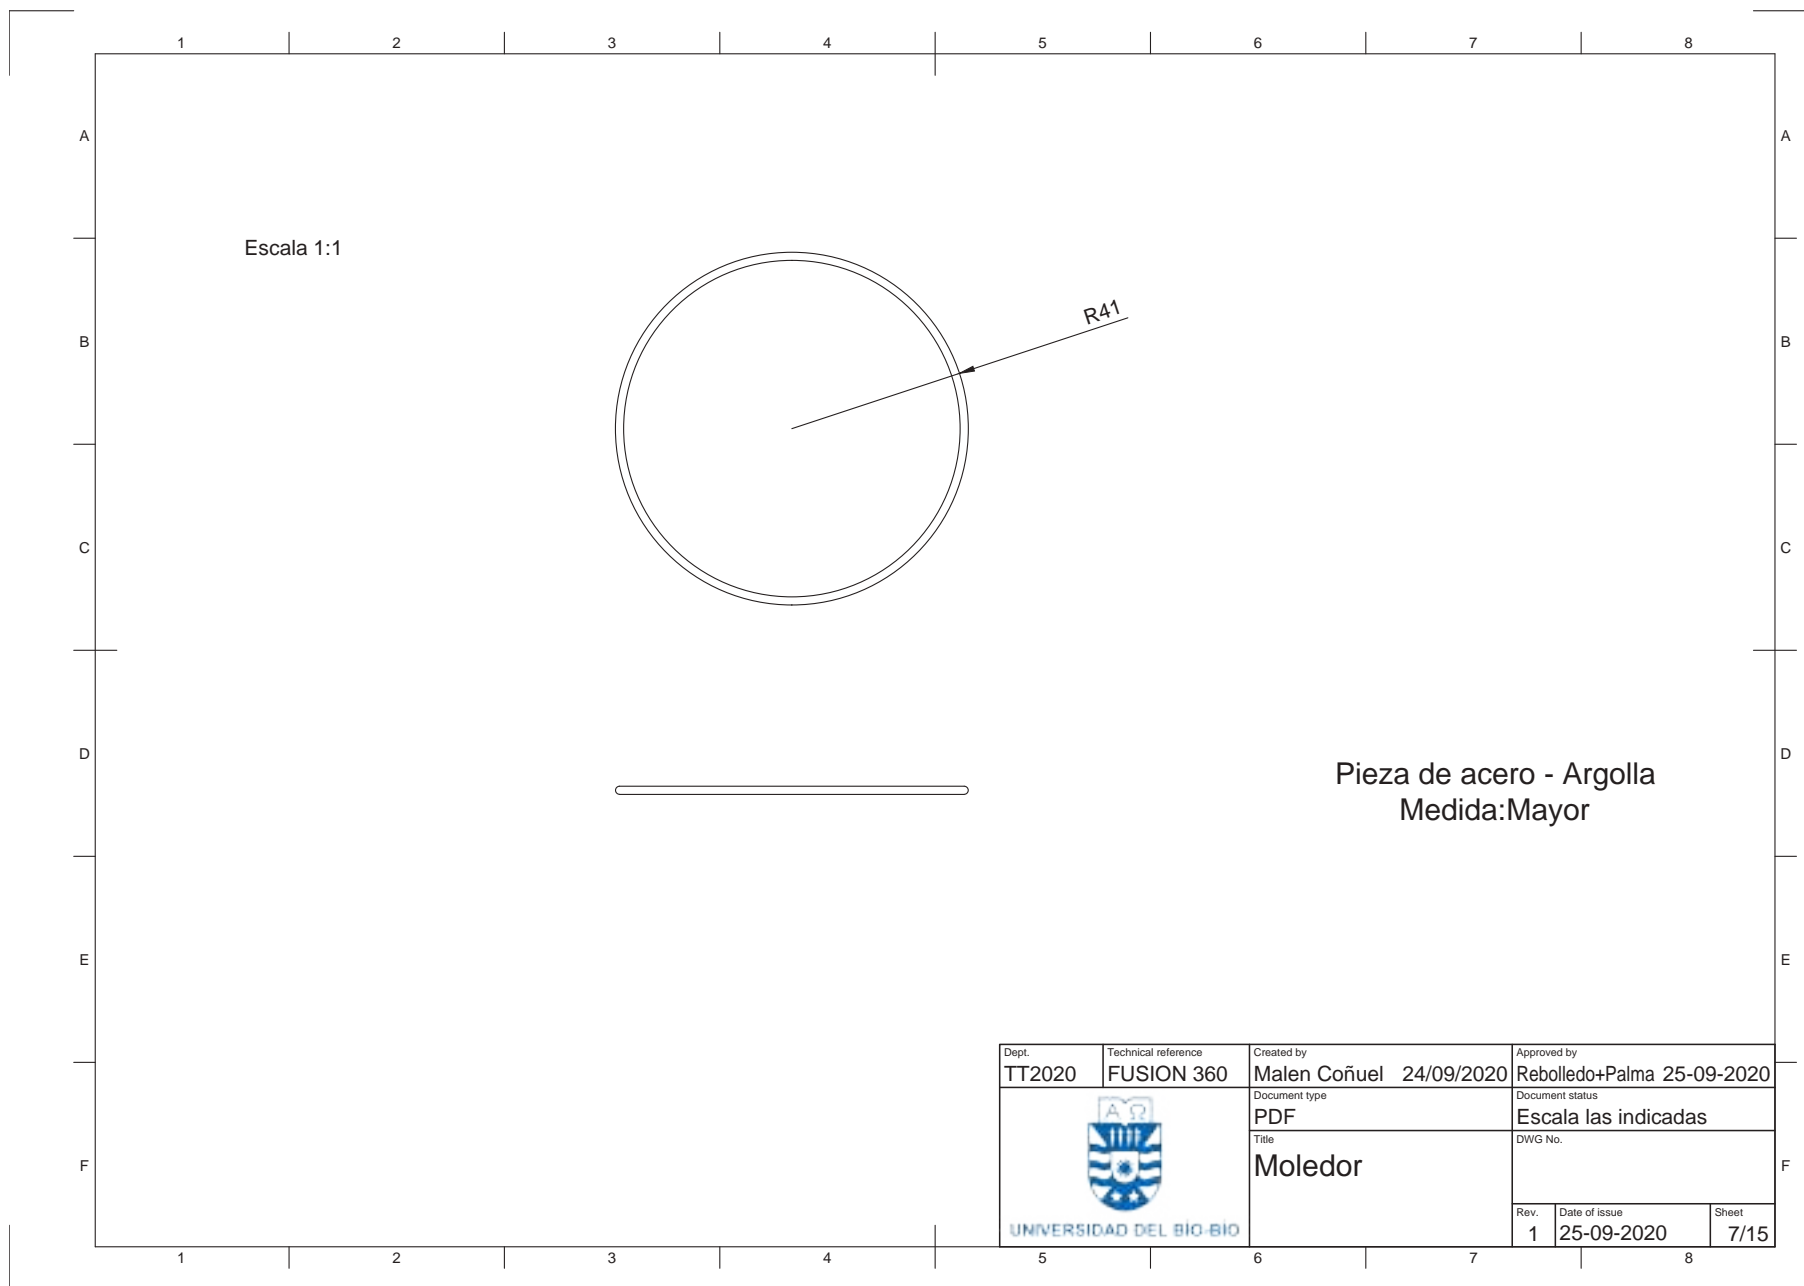 1 2 3 4 5 6 7 8
A A
Escala 1:1
R41
B B
C C
D D
Pieza de acero - Argolla
Medida:Mayor
E E
Dept. Technical reference Created by Approved by
TT2020 FUSION 360 Malen Coñuel 24/09/2020 Rebolledo+Palma 25-09-2020
Document type Document status
PDF Escala las indicadas
Title DWG No.
Moledor
Α Ω
F F
Rev. Date of issue Sheet
1 25-09-2020 7/15
UNIVERSIDAD DEL BÍO-BÍO
1 2 3 4 5 6 7 8